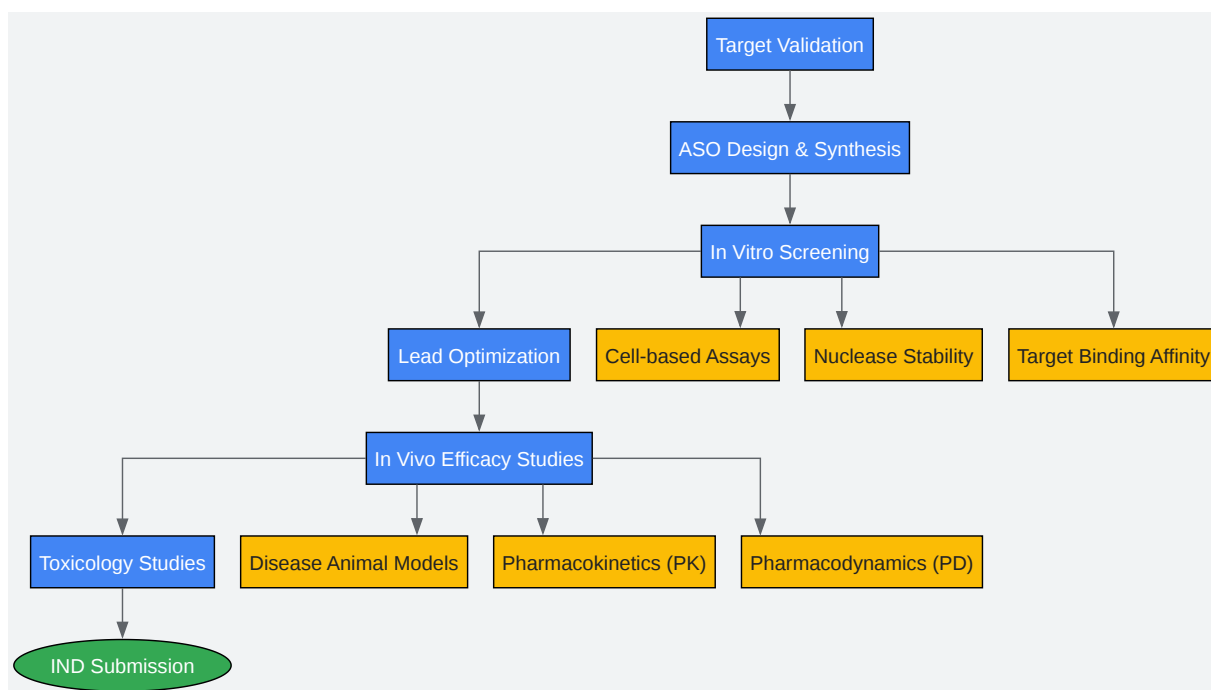 Target Validation
ASO Design & Synthesis
In Vitro Screening
Lead Optimization
Cell-based Assays
Nuclease Stability
Target Binding Affinity
In Vivo Efficacy Studies
Toxicology Studies
Disease Animal Models
Pharmacokinetics (PK)
Pharmacodynamics (PD)
IND Submission